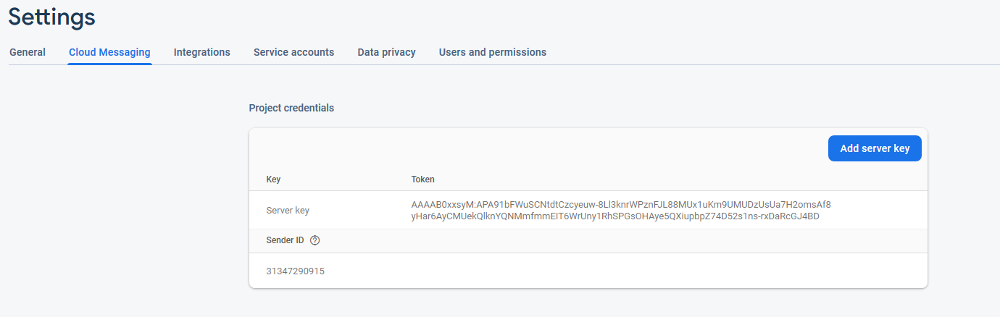 Settings
General Cloud Messaging Integrations Service accounts Data privacy Users and permissions
Project credentials
Add server key
Key Token
Server key
AAAAB0xxsyM:APA91bFWuSCNtdtCzcyeuw-8Ll3knrWPznFJL88MUx1uKm9UMUDzUsUa7H2omsAf8
yHar6AyCMUekQlknYQNMmfmmEIT6WrUny1RhSPGsOHAye5QXiupbpZ74D52s1ns-rxDaRcGJ4BD
Sender ID
31347290915